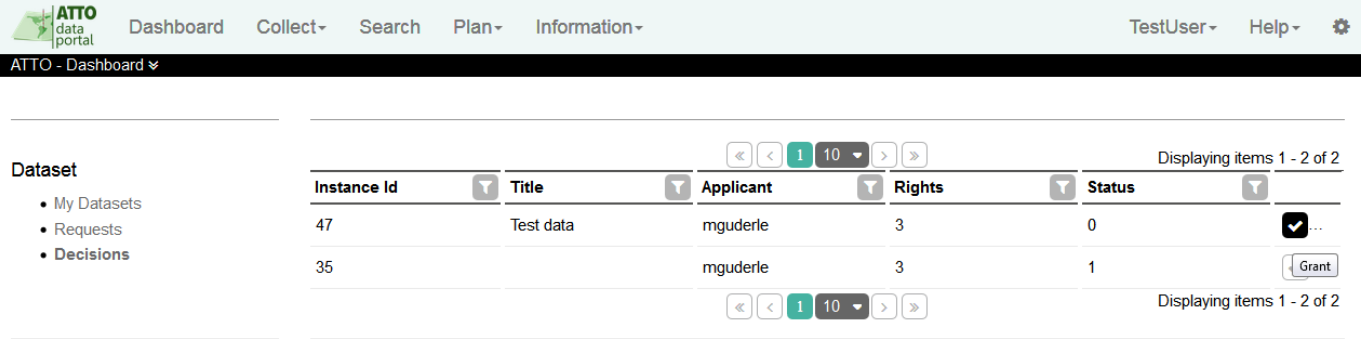 ATTO
data
portal
Dashboard Collect Search Plan Information TestUser Help
ATTO - Dashboard
Dataset
My Datasets
Requests
Decisions
« < 1 10 > »
Displaying items 1 - 2 of 2
Instance Id Title Applicant Rights Status
47 Test data mguderle 3 0 ...
35 mguderle 3 1 Grant
« < 1 10 > »
Displaying items 1 - 2 of 2